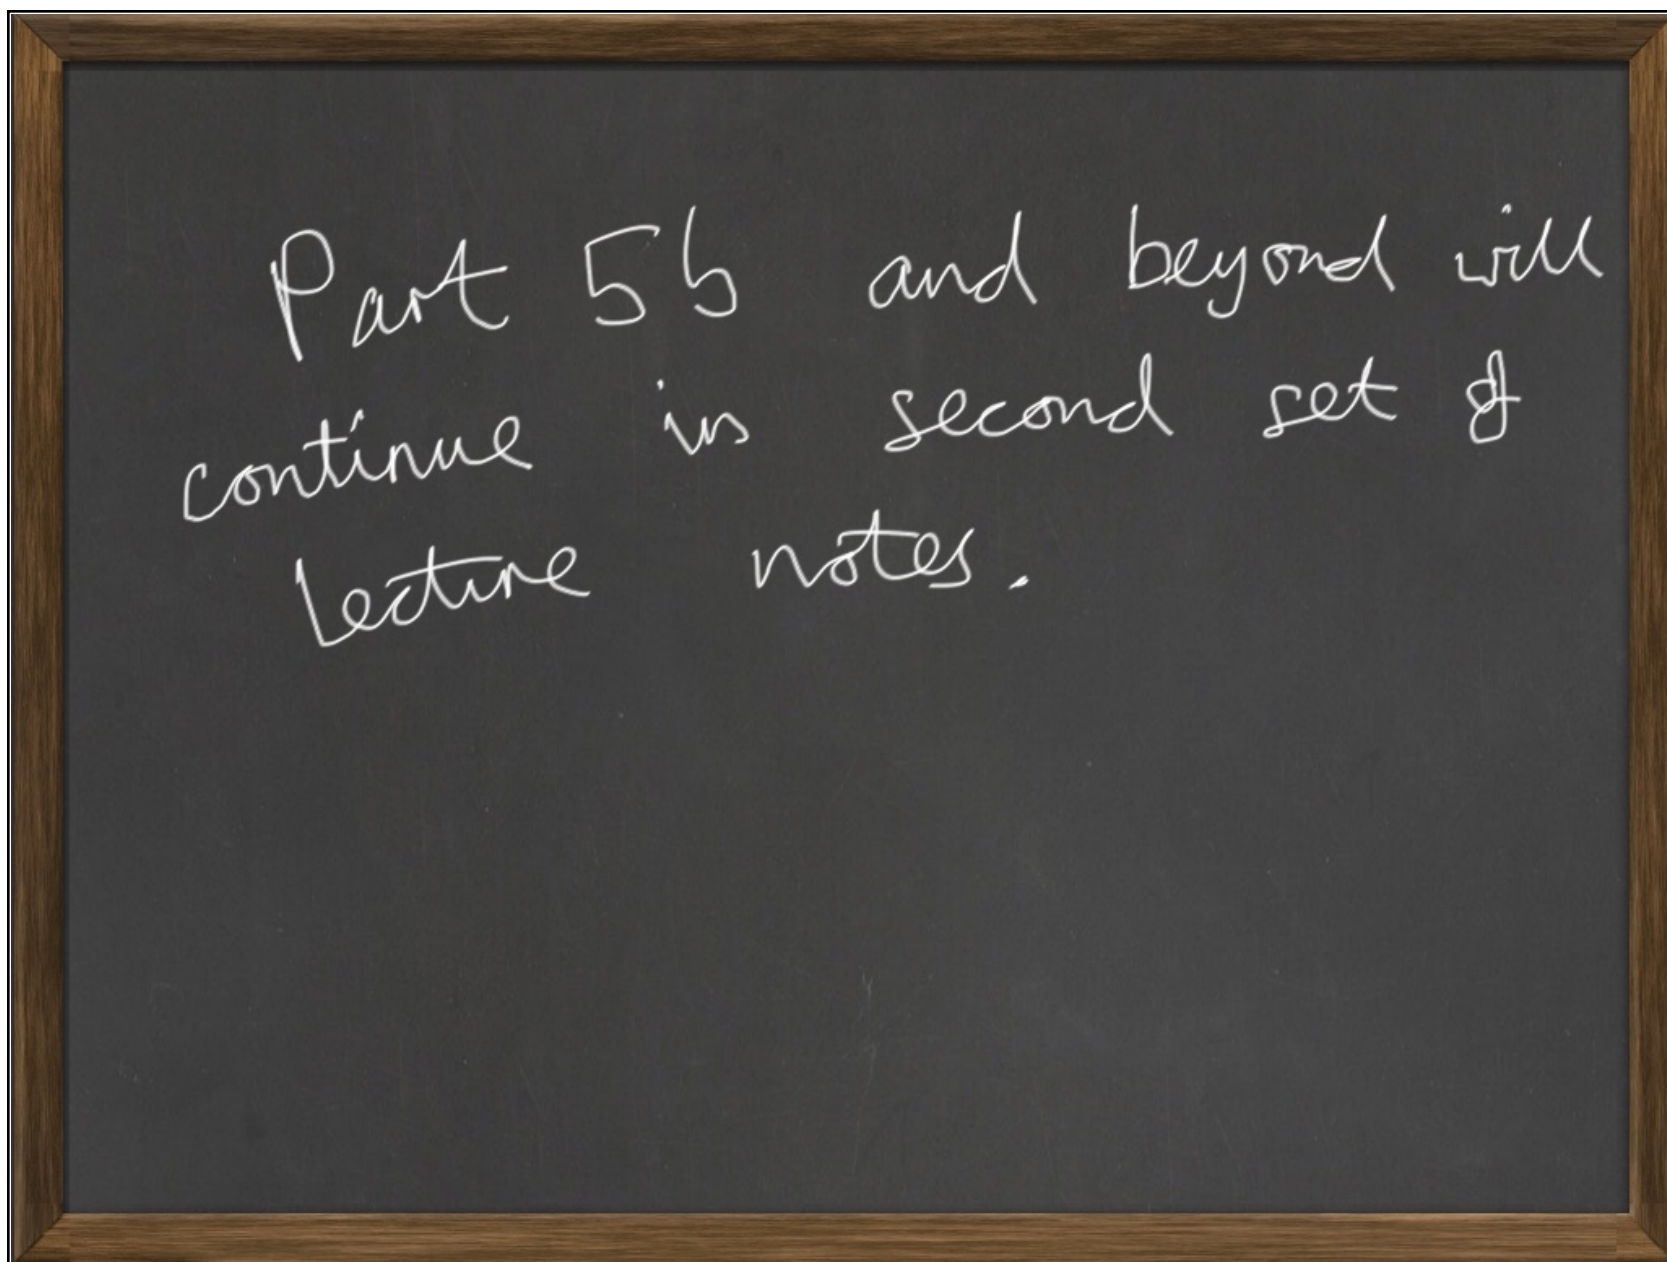 Part 5b and beyond will
continue in second set of
Lecture notes.